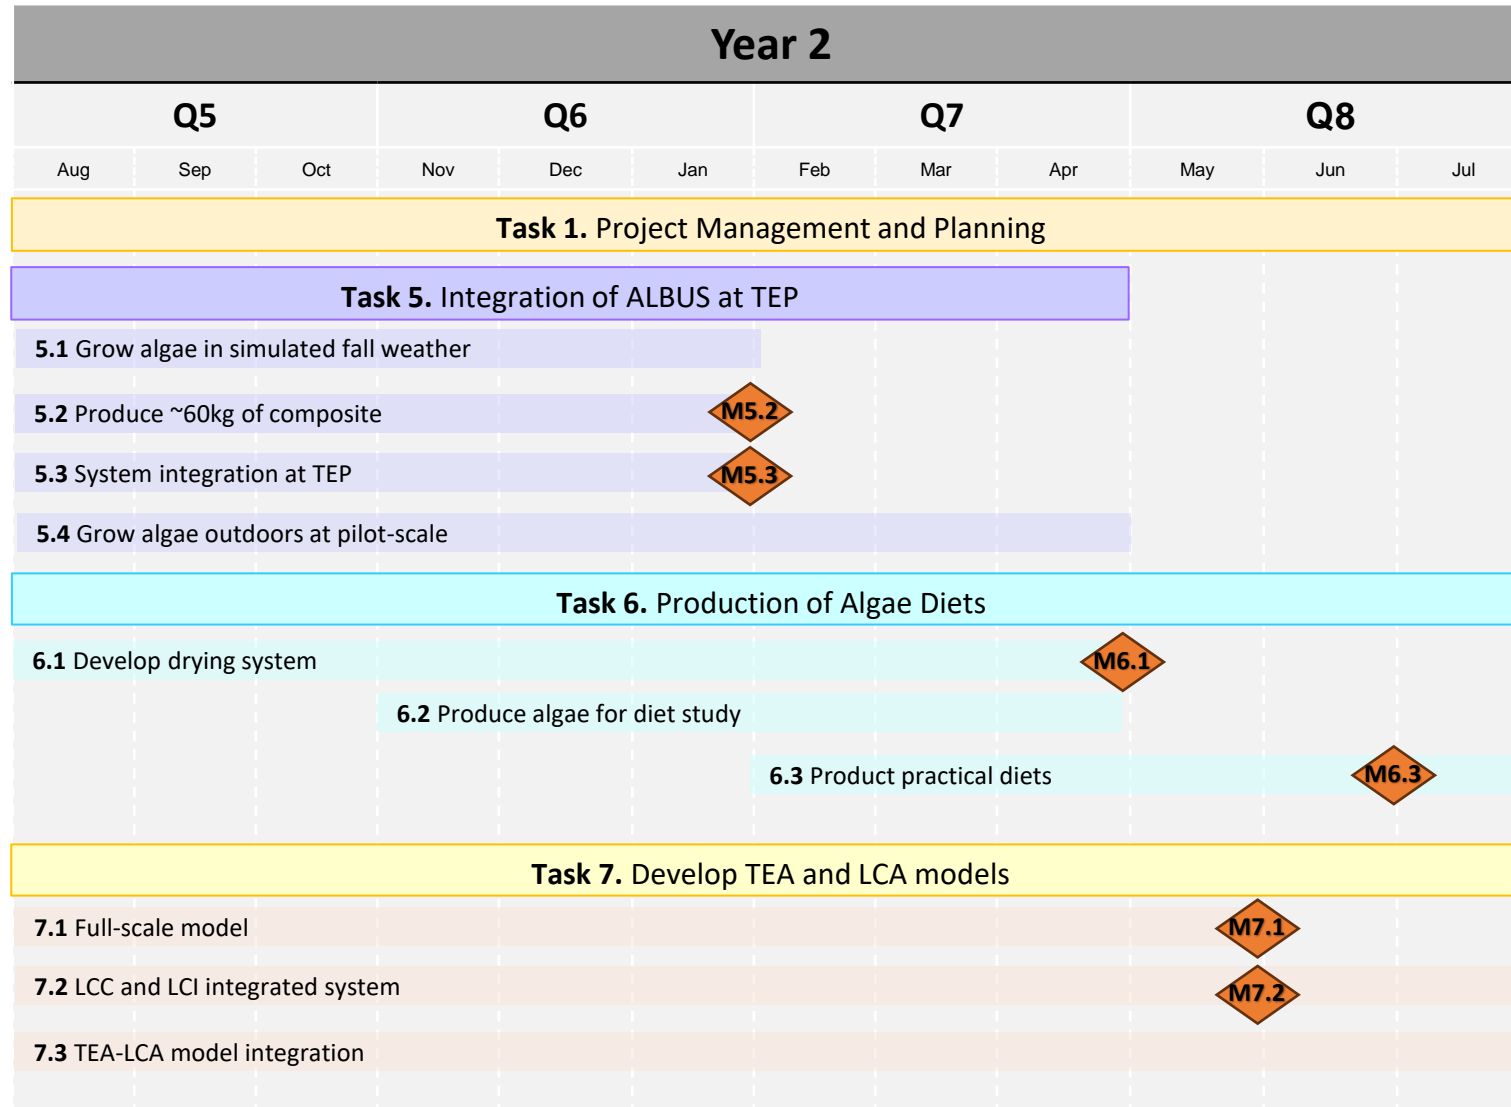 Year 2
Q5 Q6 Q7 Q8
Aug Sep Oct Nov Dec Jan Feb Mar Apr May Jun Jul
Task 1. Project Management and Planning
Task 5. Integration of ALBUS at TEP
5.1 Grow algae in simulated fall weather
5.2 Produce ~60kg of composite M5.2
5.3 System integration at TEP M5.3
5.4 Grow algae outdoors at pilot-scale
Task 6. Production of Algae Diets
6.1 Develop drying system M6.1
6.2 Produce algae for diet study
6.3 Product practical diets M6.3
Task 7. Develop TEA and LCA models
7.1 Full-scale model M7.1
7.2 LCC and LCI integrated system M7.2
7.3 TEA-LCA model integration